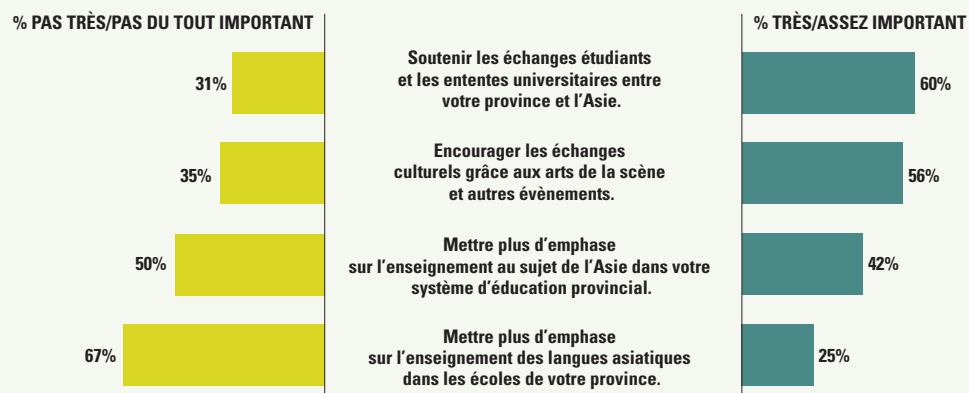 % PAS TRÈS/PAS DU TOUT IMPORTANT
% TRÈS/ASSEZ IMPORTANT
31%
Soutenir les échanges étudiants
et les ententes universitaires entre
votre province et l'Asie.
60%
35%
Encourager les échanges
culturels grâce aux arts de la scène
et autres évènements.
56%
50%
Mettre plus d'emphase
sur l'enseignement au sujet de l'Asie dans votre
système d'éducation provincial.
42%
67%
Mettre plus d'emphase
sur l'enseignement des langues asiatiques
dans les écoles de votre province.
25%